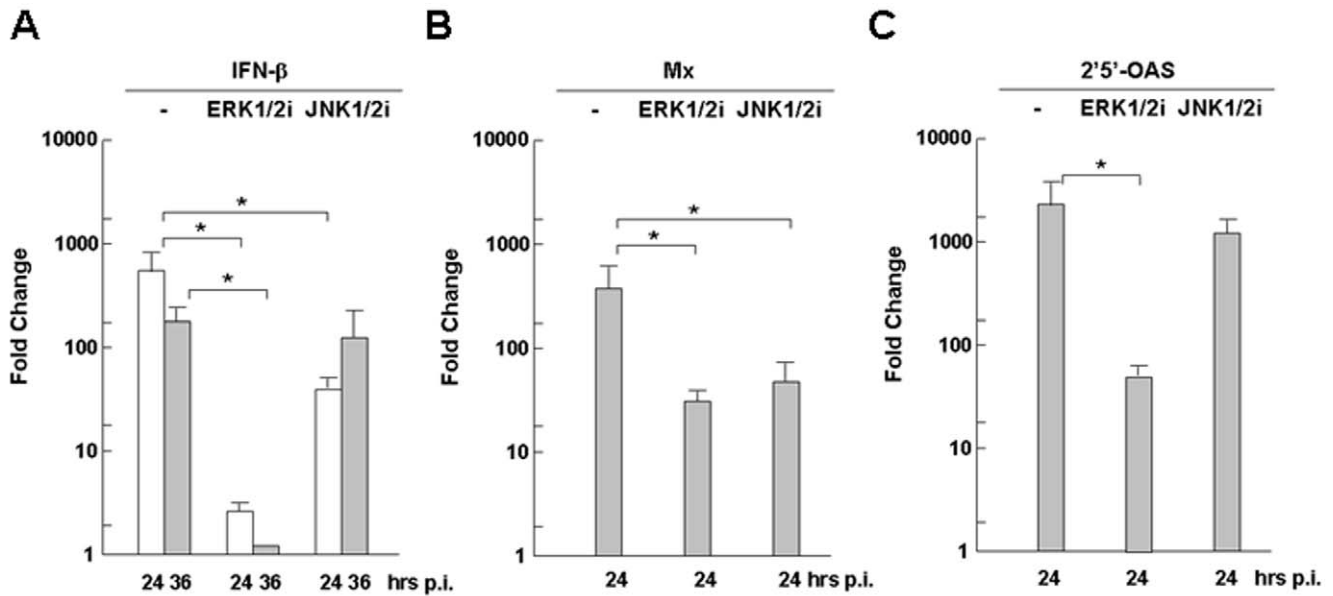 A
IFN-β
- ERK1/2i JNK1/2i
10000
1000
100
10
1
Fold Change
* * *
24 36 24 36 24 36 hrs p.i.
B
Mx
- ERK1/2i JNK1/2i
10000
1000
100
10
1
Fold Change
* *
24 24 24 hrs p.i.
C
2'5'-OAS
- ERK1/2i JNK1/2i
10000
1000
100
10
1
Fold Change
*
24 24 24 hrs p.i.